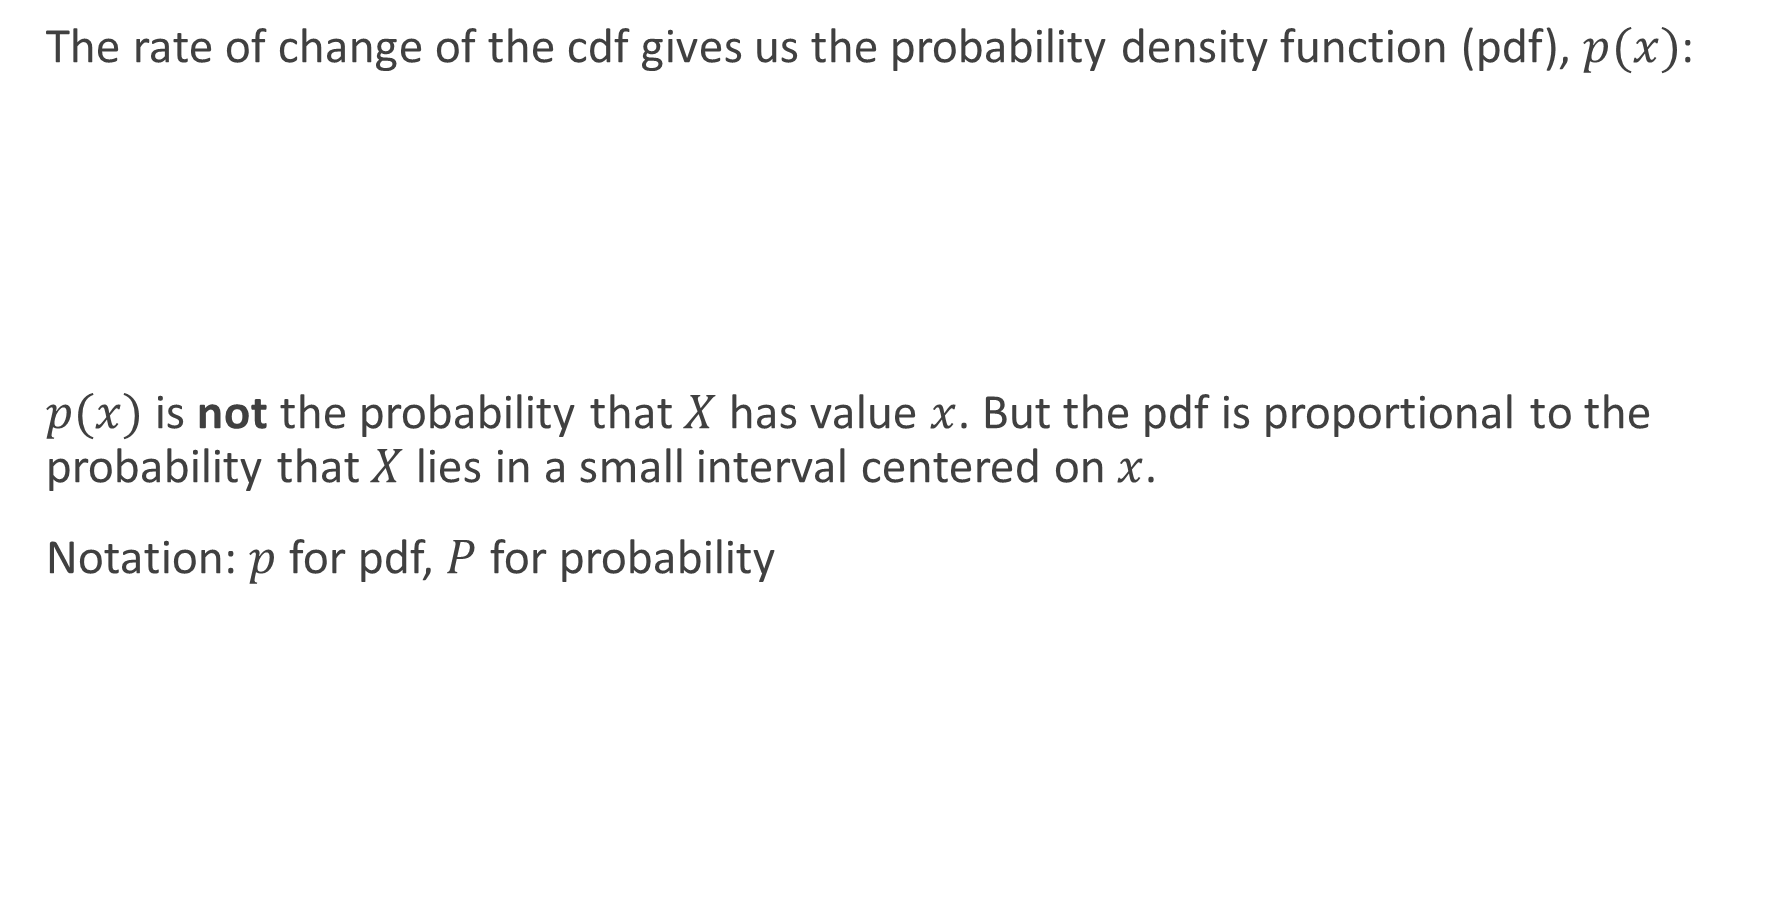 The rate of change of the cdf gives us the probability density function (pdf), p(x):
p(x) is not the probability that X has value x. But the pdf is proportional to the
probability that X lies in a small interval centered on x.
Notation: p for pdf, P for probability